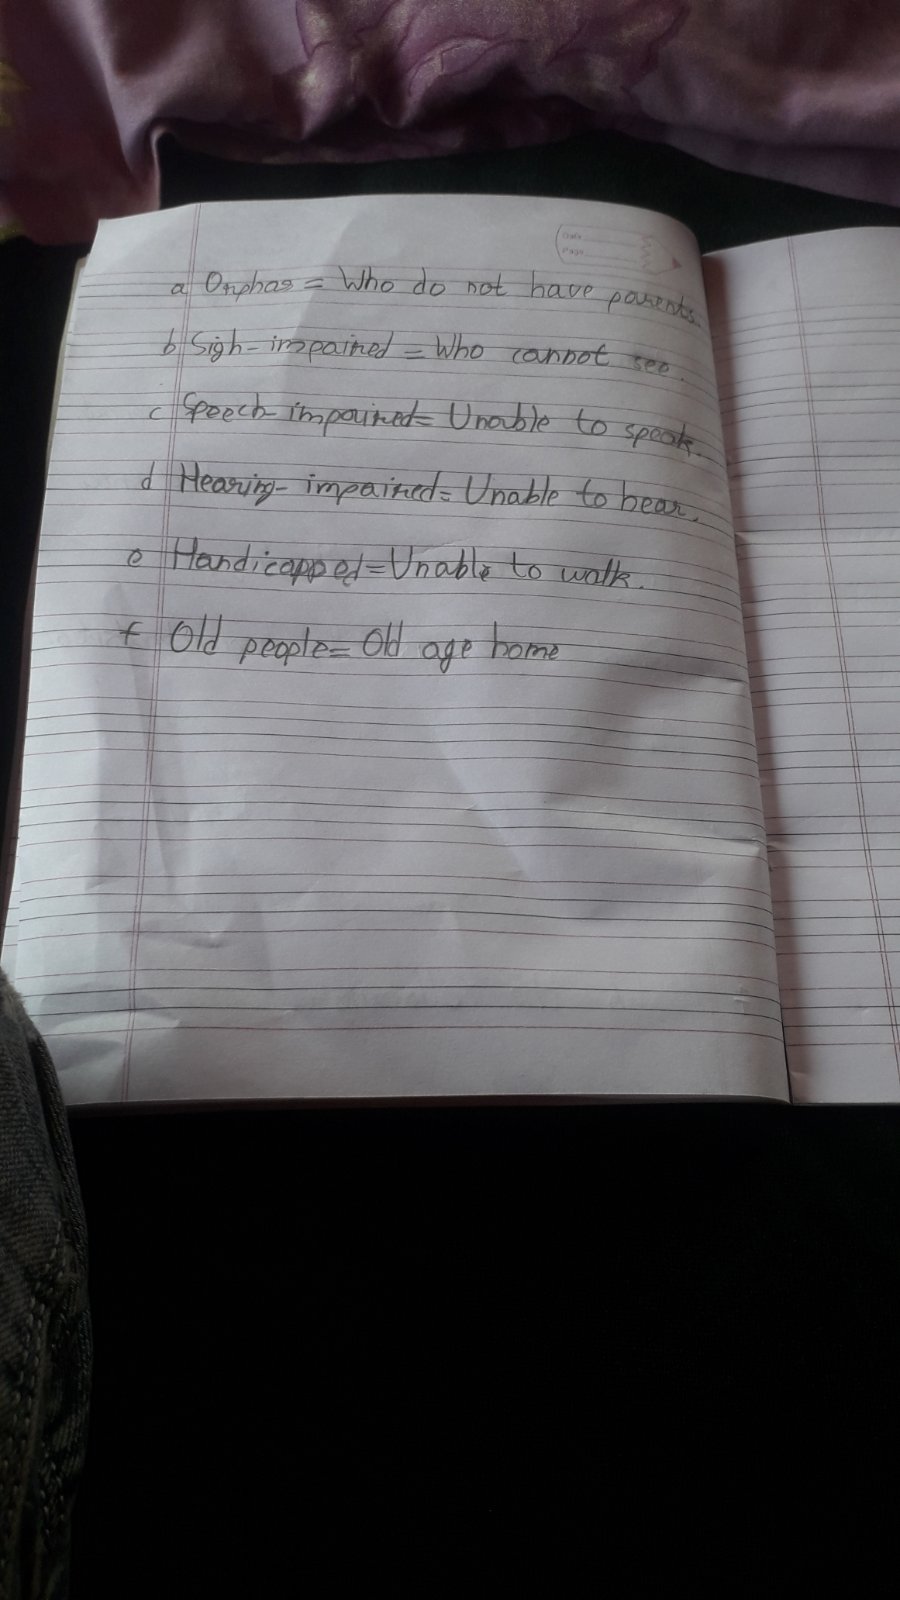 Date
Page
a Orphas = Who do not have parents.
b Sigh-impaired = Who cannot see.
c Speech-impaired= Unable to speak.
d Hearing-impaired= Unable to hear.
e Handicapped=Unable to walk.
f Old people= Old age home